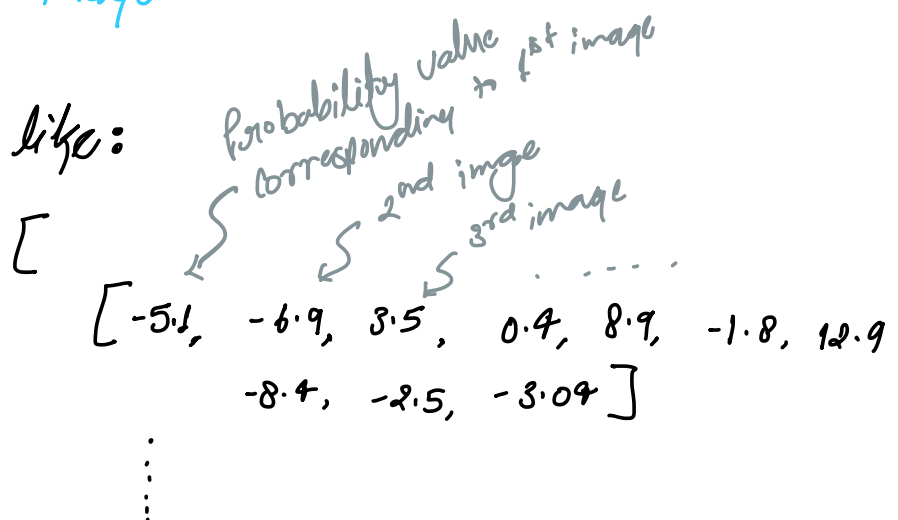 like:
Probability value
corresponding to 1st image
2nd imge
3rd image
. . . . .
[
[-5.1, -6.9, 3.5, 0.4, 8.9, -1.8, 12.9
-8.4, -2.5, -3.04]